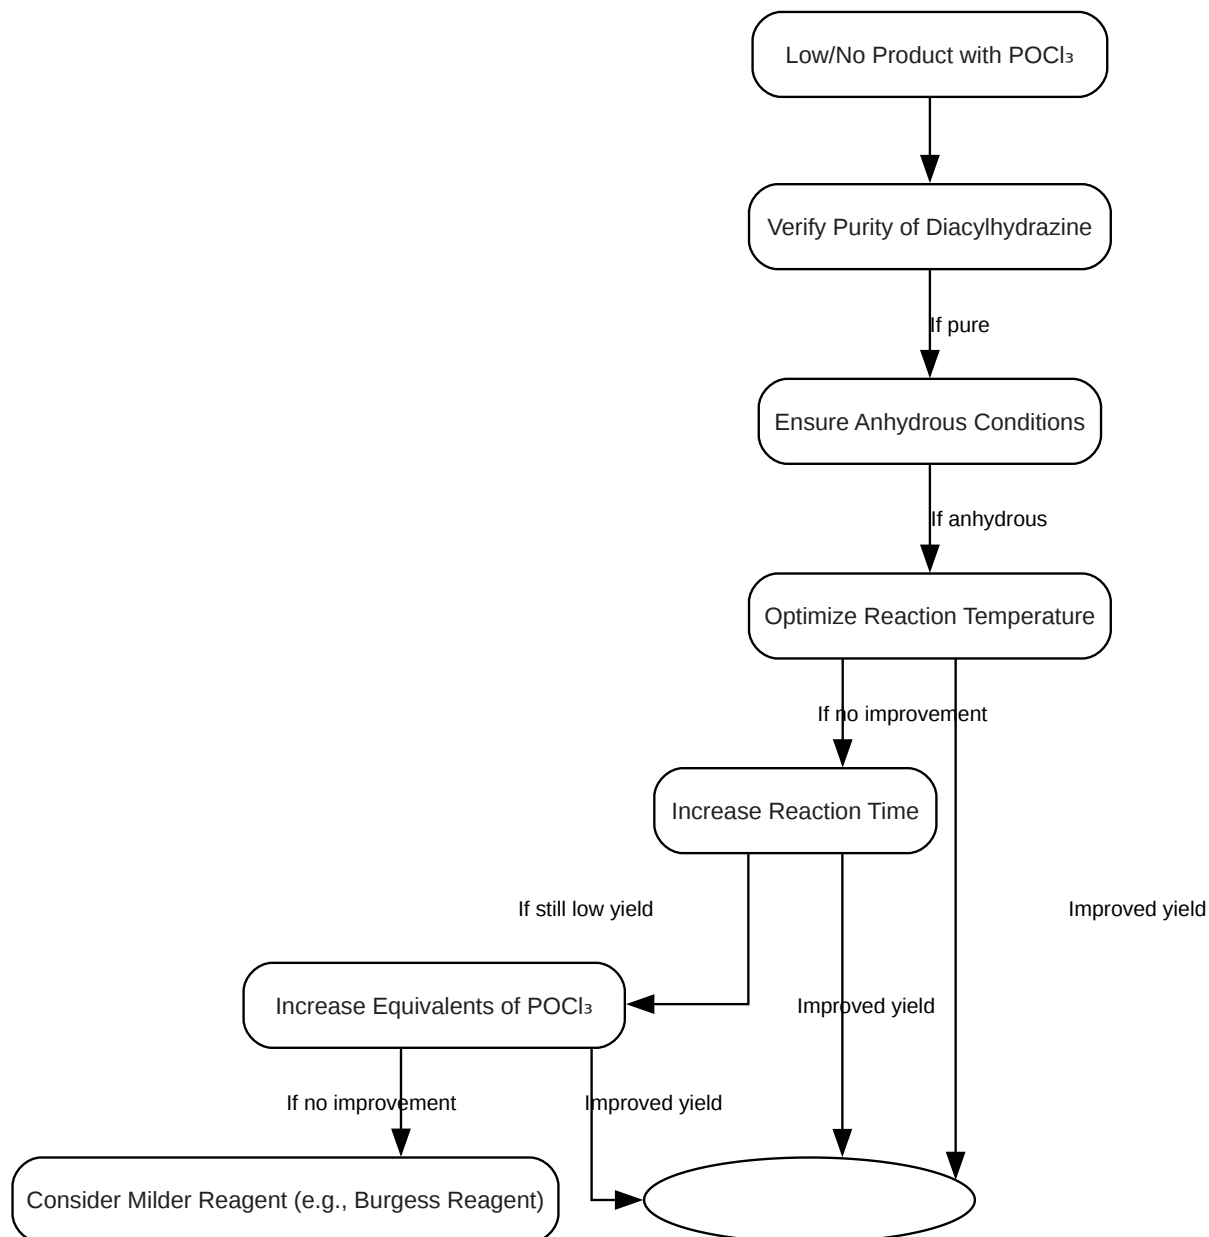 Low/No Product with POCl₃
Verify Purity of Diacylhydrazine
If pure
Ensure Anhydrous Conditions
If anhydrous
Optimize Reaction Temperature
If no improvement
Increase Reaction Time
If still low yield
Improved yield
Increase Equivalents of POCl₃
Improved yield
If no improvement
Improved yield
Consider Milder Reagent (e.g., Burgess Reagent)